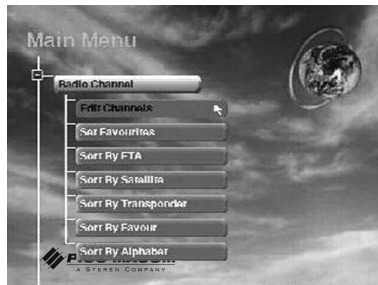 Main Menu
Radio Channel
Edit Channels
Set Favourites
Sort By FTA
Sort By Satellite
Sort By Transponder
Sort By Favour
Sort By Alphabet
A STEREN COMPANY